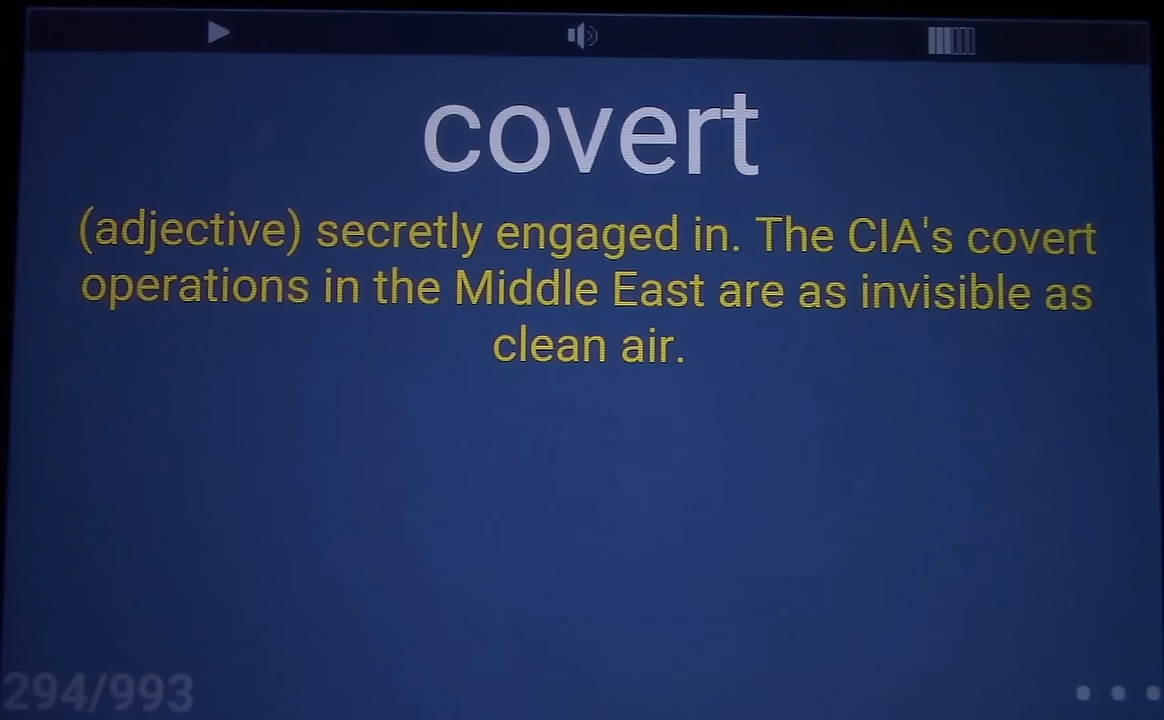 covert
(adjective) secretly engaged in. The CIA's covert
operations in the Middle East are as invisible as
clean air.
294/993